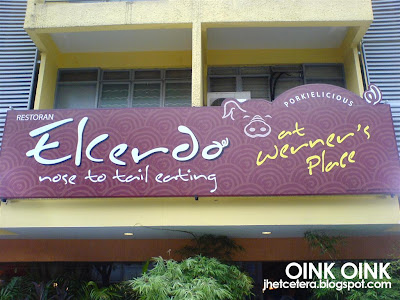 RESTORAN
Elcerdo
nose to tail eating
PORKIELICIOUS
at
werner's
Place
OINK OINK
jhetcetera.blogspot.com